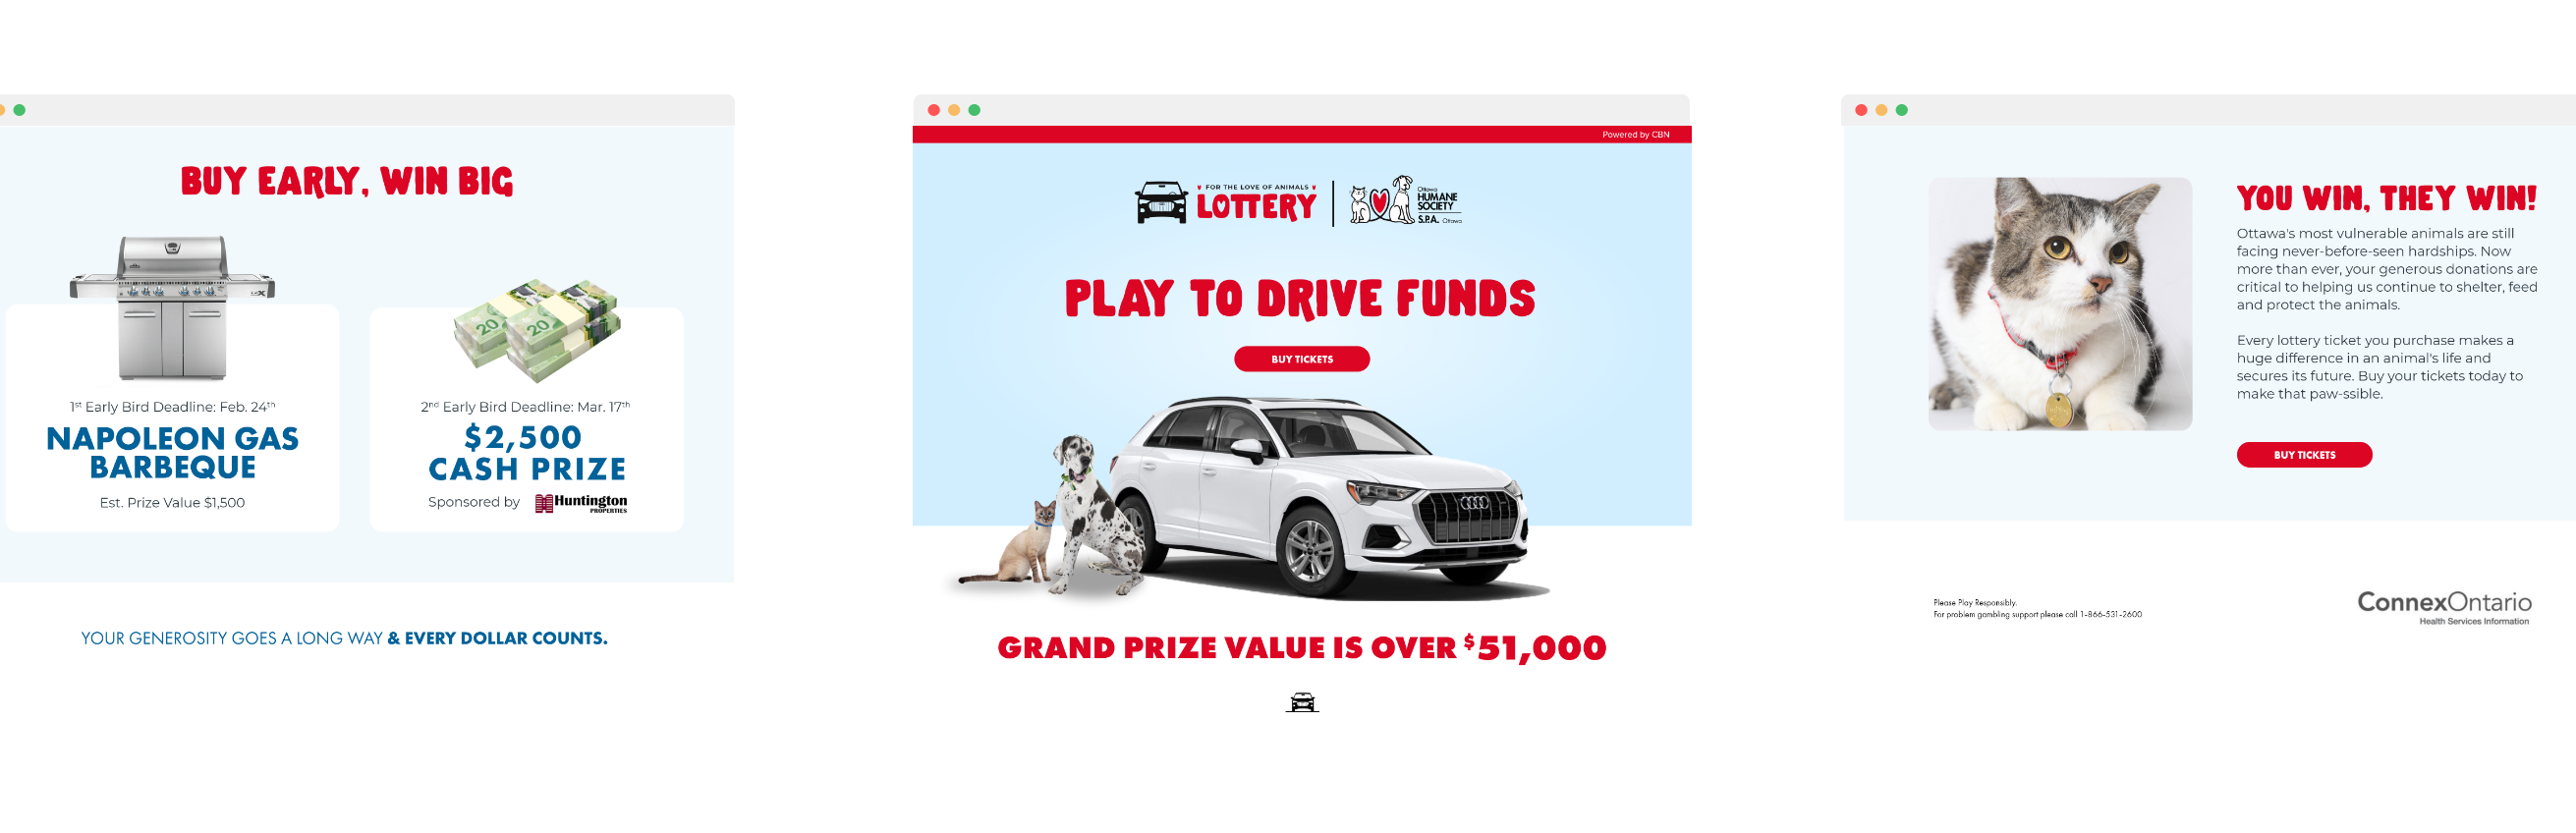 BUY EARLY, WIN BIG
1st Early Bird Deadline: Feb. 24th
NAPOLEON GAS
BARBEQUE
Est. Prize Value $1,500
20
20
2nd Early Bird Deadline: Mar. 17th
$2,500
CASH PRIZE
Sponsored by Huntington
PROPERTIES
YOUR GENEROSITY GOES A LONG WAY & EVERY DOLLAR COUNTS.
Powered by CBN
FOR THE LOVE OF ANIMALS
LOTTERY
Ottawa
HUMANE
SOCIETY
S.P.A. Ottawa
PLAY TO DRIVE FUNDS
BUY TICKETS
GRAND PRIZE VALUE IS OVER $51,000
YOU WIN, THEY WIN!
Ottawa's most vulnerable animals are still
facing never-before-seen hardships. Now
more than ever, your generous donations are
critical to helping us continue to shelter, feed
and protect the animals.
Every lottery ticket you purchase makes a
huge difference in an animal's life and
secures its future. Buy your tickets today to
make that paw-ssible.
BUY TICKETS
Please Play Responsibly.
For problem gambling support please call 1-866-531-2600
ConnexOntario
Health Services Information